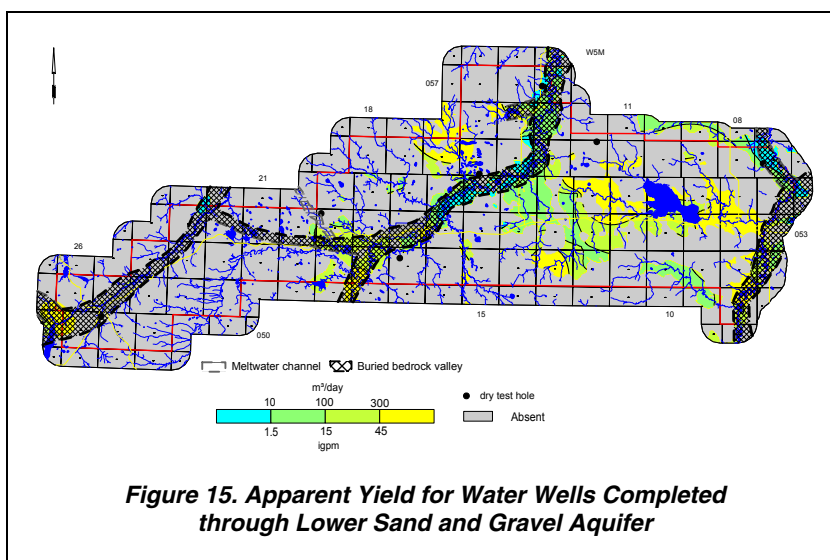 W5M
057
18
11
08
21
053
26
15
10
050
Meltwater channel Buried bedrock valley
m³/day
10 100 300
1.5 15 45
igpm
dry test hole
Absent
Figure 15. Apparent Yield for Water Wells Completed
through Lower Sand and Gravel Aquifer